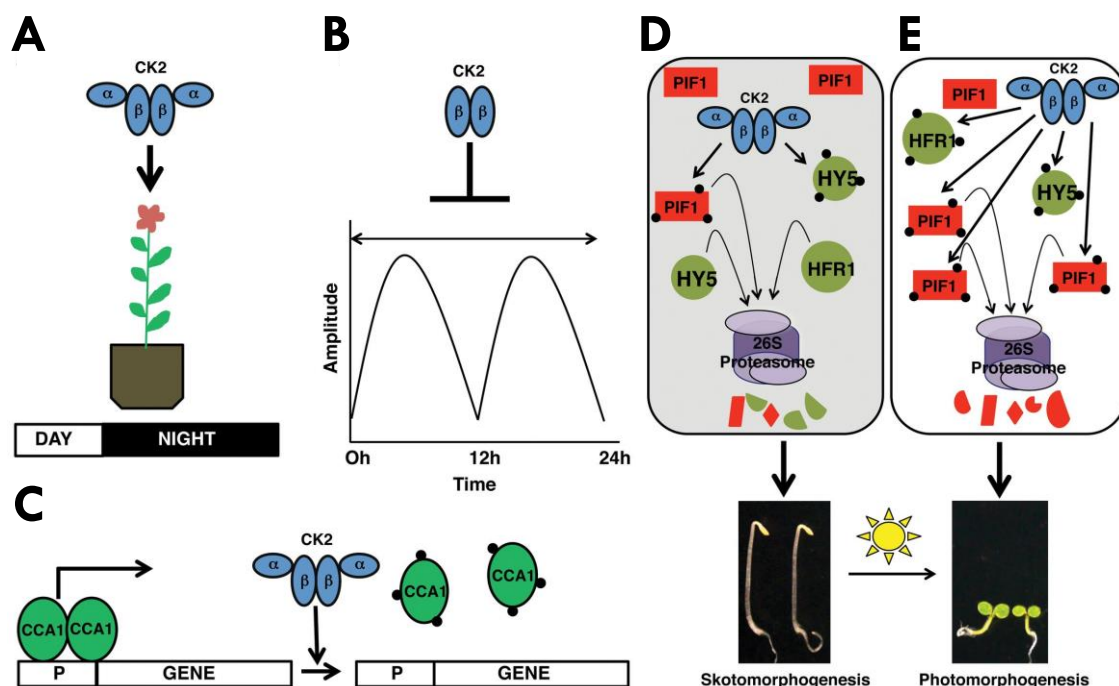 A
CK2
α β β α
DAY NIGHT
B
CK2
β β
Amplitude
Oh 12h 24h
Time
C
CK2
α β β α
CCA1 CCA1
CCA1 CCA1
P GENE
P GENE
D
PIF1 PIF1
CK2
α β β α
HY5
PIF1
HY5 HFR1
26S
Proteasome
Skotomorphogenesis
E
CK2
α β β α
PIF1
HFR1
HY5
PIF1
PIF1 PIF1
26S
Proteasome
Photomorphogenesis